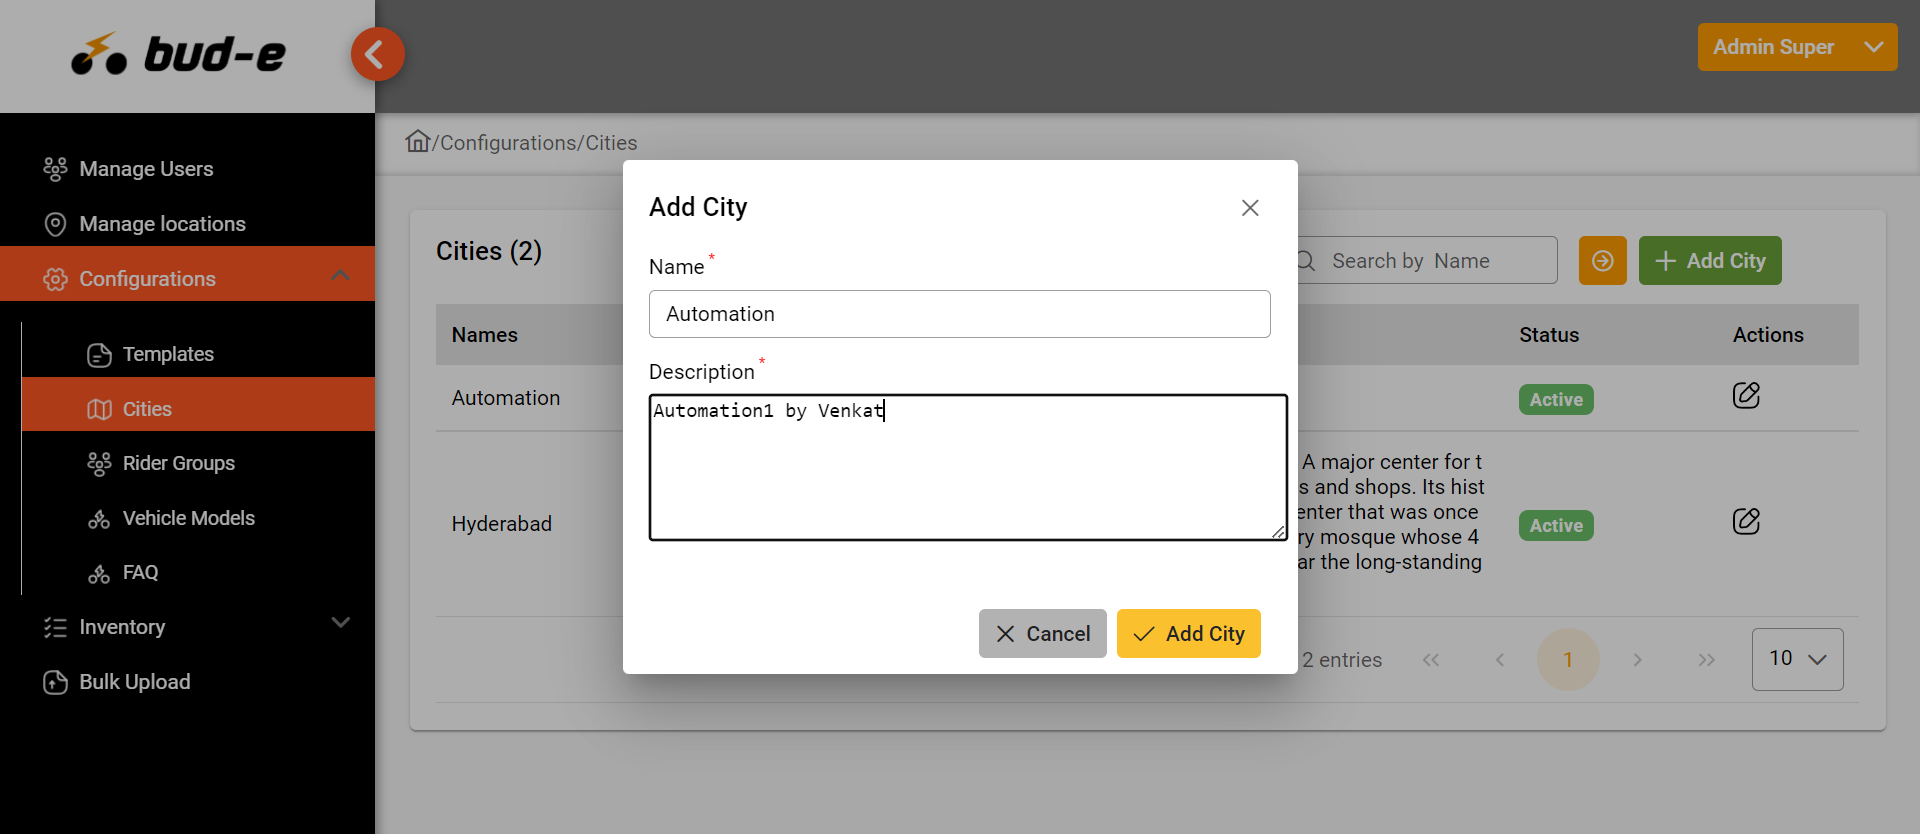 bud-e
Admin Super
Manage Users
Manage locations
Configurations
Templates
Cities
Rider Groups
Vehicle Models
FAQ
Inventory
Bulk Upload
/Configurations/Cities
Cities (2)
Search by Name
+ Add City
Names
Status
Actions
Automation
Active
Hyderabad
A major center for t
s and shops. Its hist
enter that was once
ry mosque whose 4
ar the long-standing
Active
2 entries
«
‹
1
›
»
10
Add City
Name *
Automation
Description *
Automation1 by Venkat
Cancel
Add City